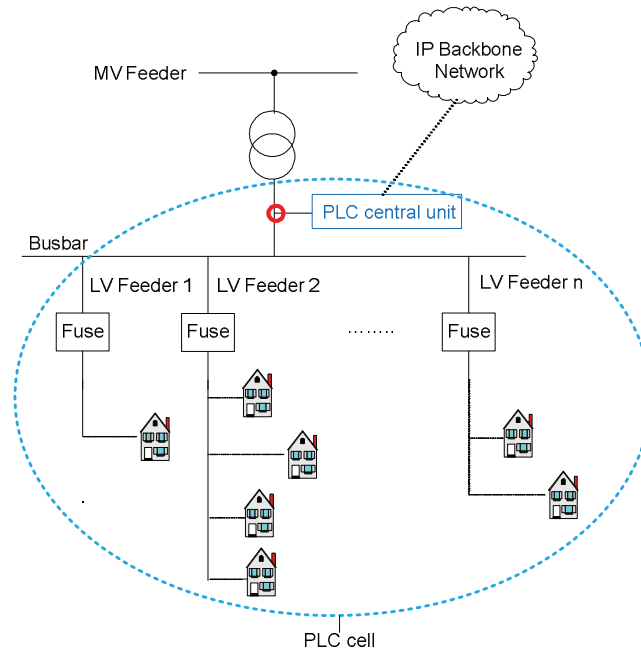 IP Backbone
Network
MV Feeder
PLC central unit
Busbar
LV Feeder 1
LV Feeder 2
LV Feeder n
Fuse
Fuse
........
Fuse
PLC cell